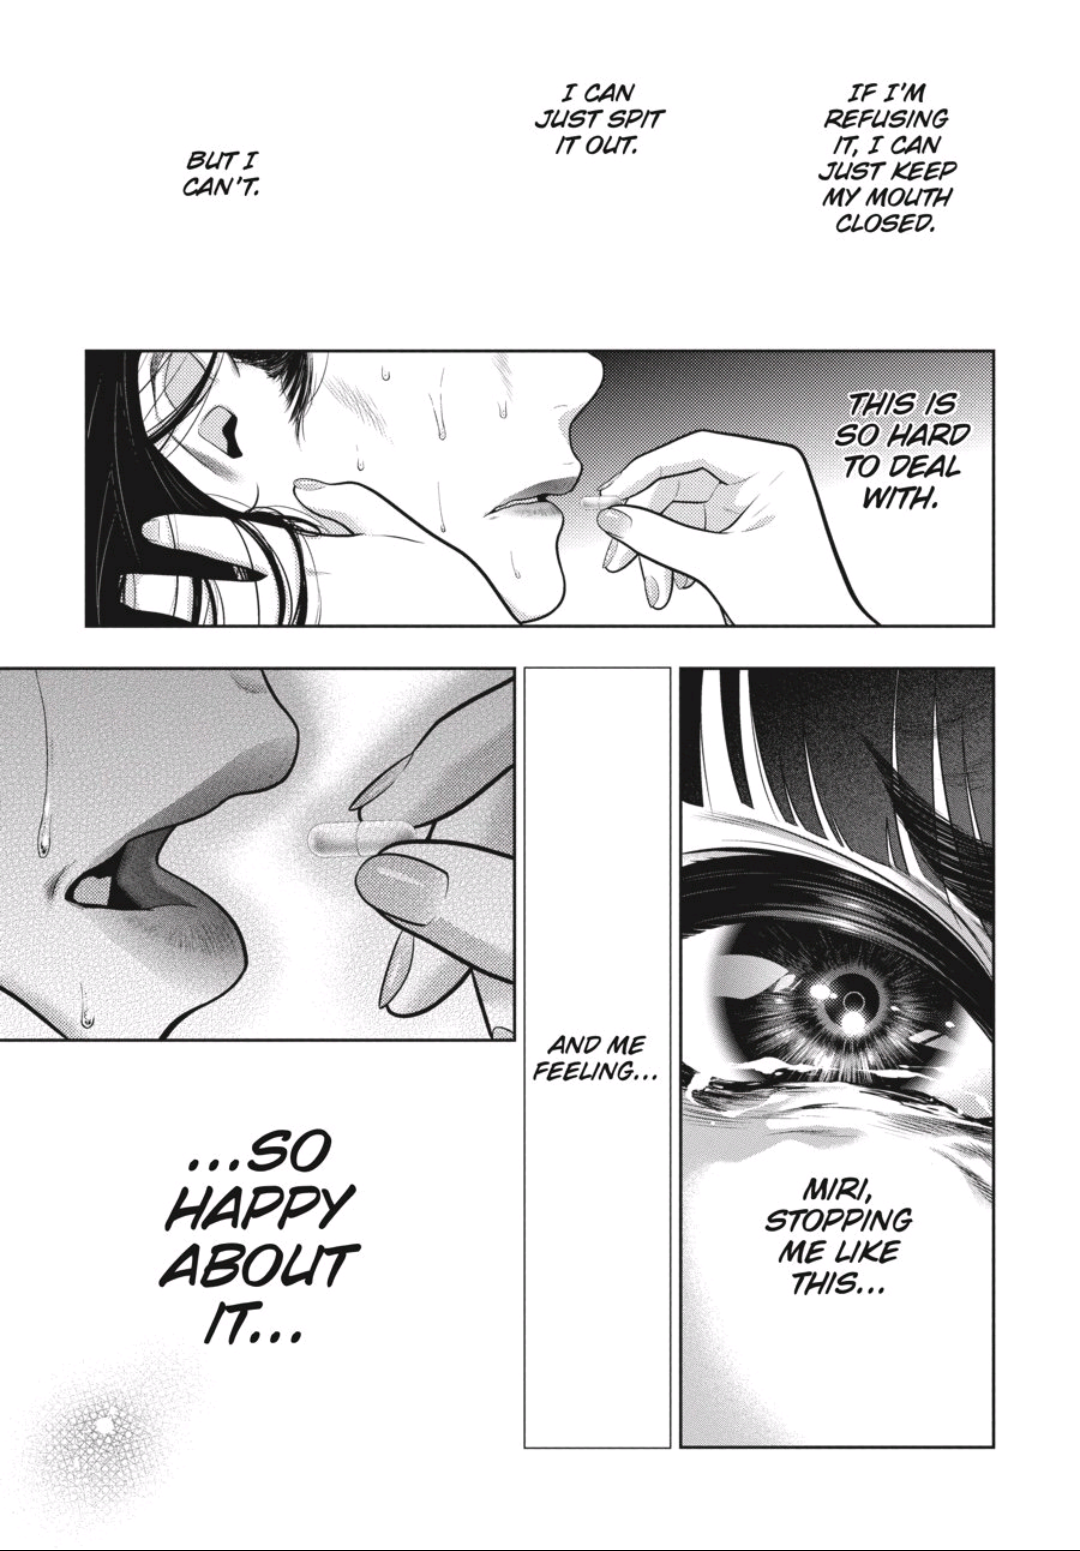 IF I'M
REFUSING
IT, I CAN
JUST KEEP
MY MOUTH
CLOSED.
I CAN
JUST SPIT
IT OUT.
BUT I
CAN'T.
THIS IS
SO HARD
TO DEAL
WITH.
MIRI,
STOPPING
ME LIKE
THIS...
AND ME
FEELING...
...SO
HAPPY
ABOUT
IT...